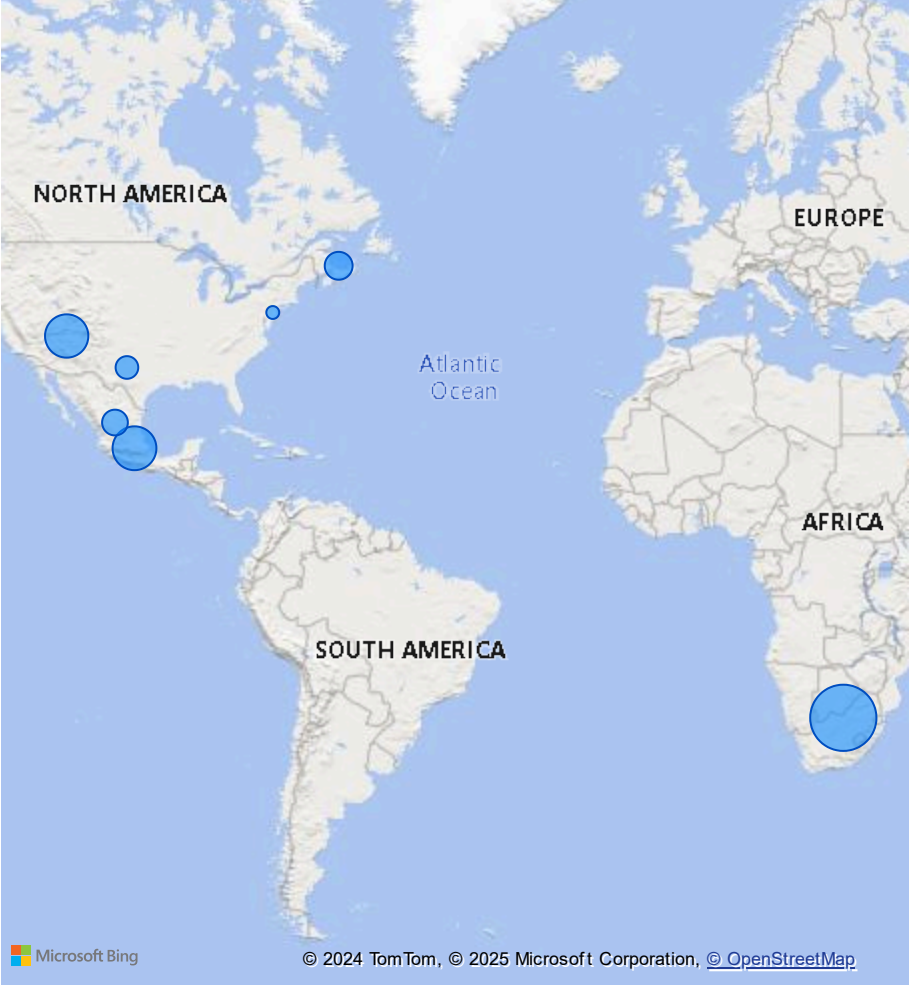 NORTH AMERICA
EUROPE
Atlantic
Ocean
AFRICA
SOUTH AMERICA
Microsoft Bing
© 2024 TomTom, © 2025 Microsoft Corporation, © OpenStreetMap